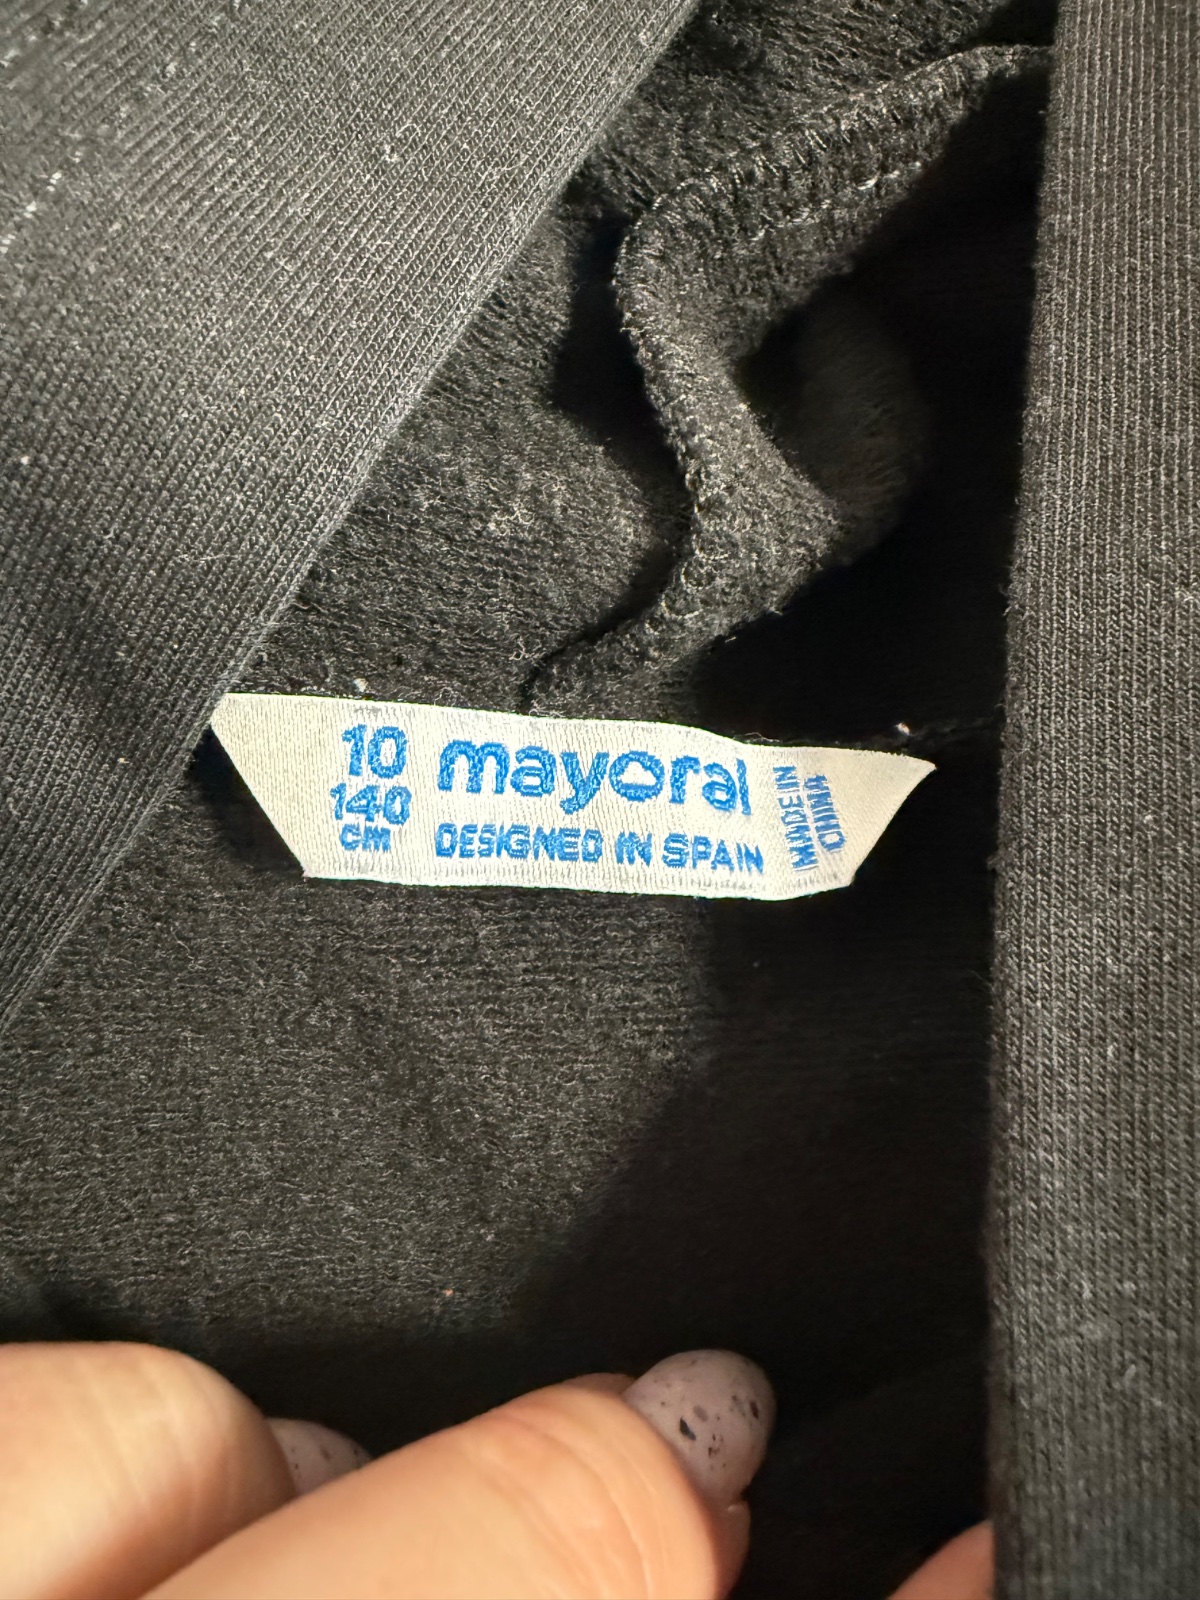 10
140
CM
mayoral
DESIGNED IN SPAIN
MADE IN
CHINA